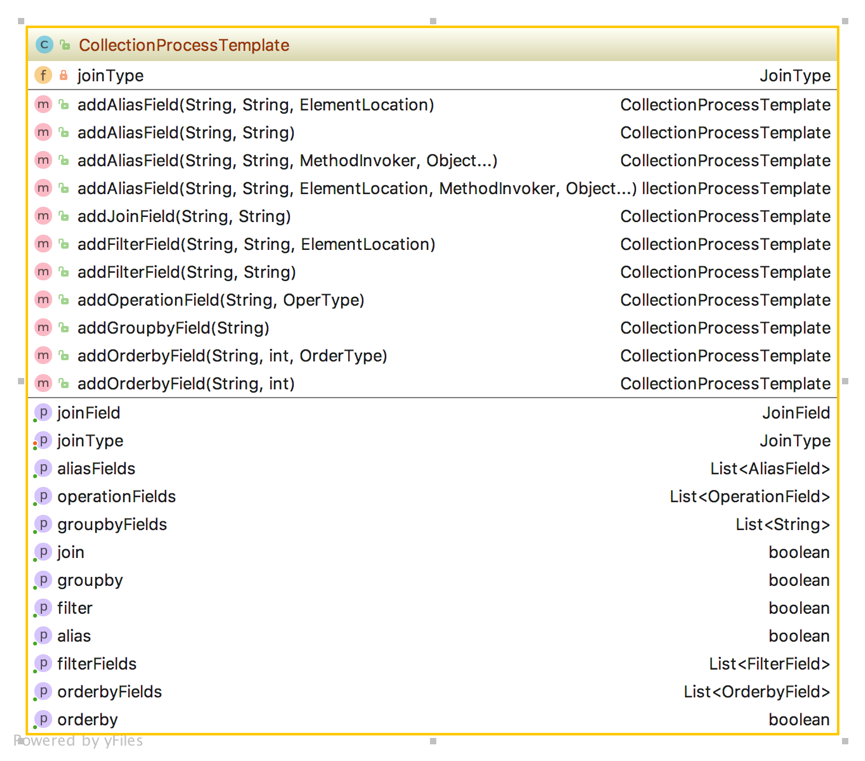 C CollectionProcessTemplate
f joinType JoinType
m addAliasField(String, String, ElementLocation) CollectionProcessTemplate
m addAliasField(String, String) CollectionProcessTemplate
m addAliasField(String, String, MethodInvoker, Object...) CollectionProcessTemplate
m addAliasField(String, String, ElementLocation, MethodInvoker, Object...) llectionProcessTemplate
m addJoinField(String, String) CollectionProcessTemplate
m addFilterField(String, String, ElementLocation) CollectionProcessTemplate
m addFilterField(String, String) CollectionProcessTemplate
m addOperationField(String, OperType) CollectionProcessTemplate
m addGroupbyField(String) CollectionProcessTemplate
m addOrderbyField(String, int, OrderType) CollectionProcessTemplate
m addOrderbyField(String, int) CollectionProcessTemplate
p joinField JoinField
p joinType JoinType
p aliasFields List<AliasField>
p operationFields List<OperationField>
p groupbyFields List<String>
p join boolean
p groupby boolean
p filter boolean
p alias boolean
p filterFields List<FilterField>
p orderbyFields List<OrderbyField>
p orderby boolean
Powered by yFiles